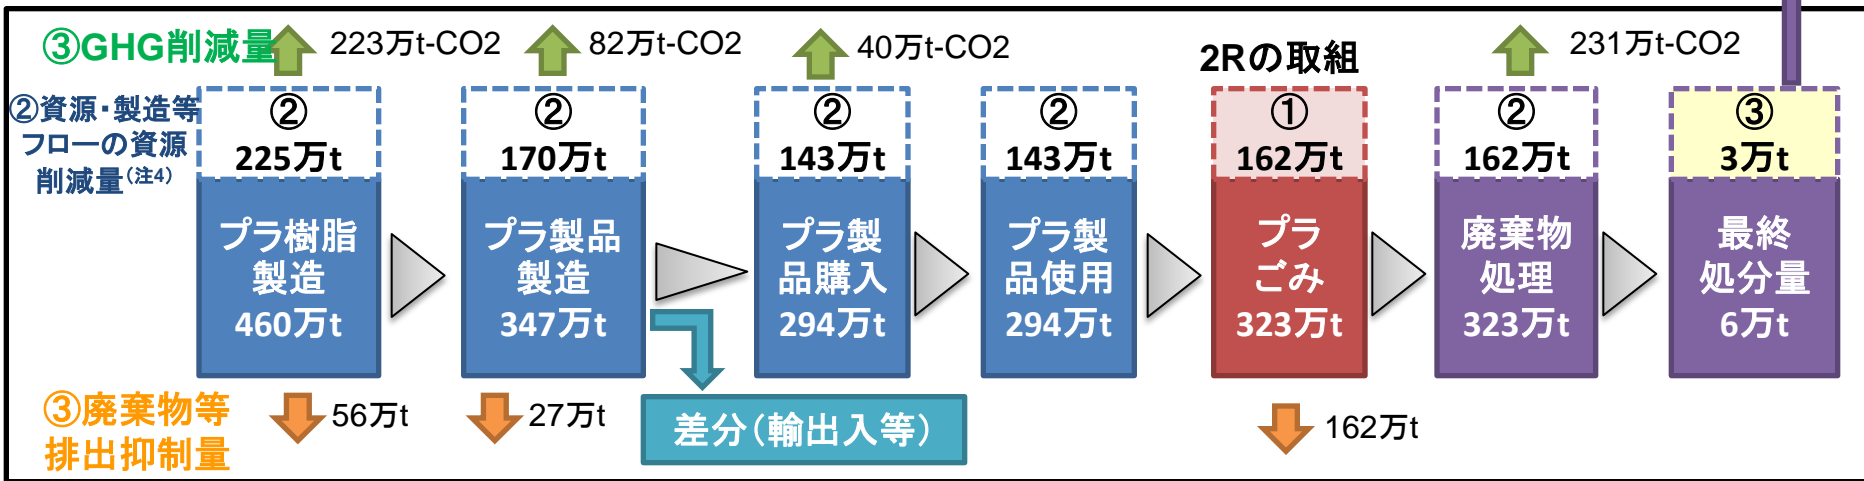 ③GHG削減量
223万t-CO2
82万t-CO2
40万t-CO2
2Rの取組
231万t-CO2
②資源・製造等
フローの資源
削減量(注4)
②
225万t
②
170万t
②
143万t
②
143万t
①
162万t
②
162万t
③
3万t
プラ樹脂
製造
460万t
プラ製品
製造
347万t
プラ製
品購入
294万t
プラ製
品使用
294万t
プラ
ごみ
323万t
廃棄物
処理
323万t
最終
処分量
6万t
③廃棄物等
排出抑制量
56万t
27万t
差分(輸出入等)
162万t